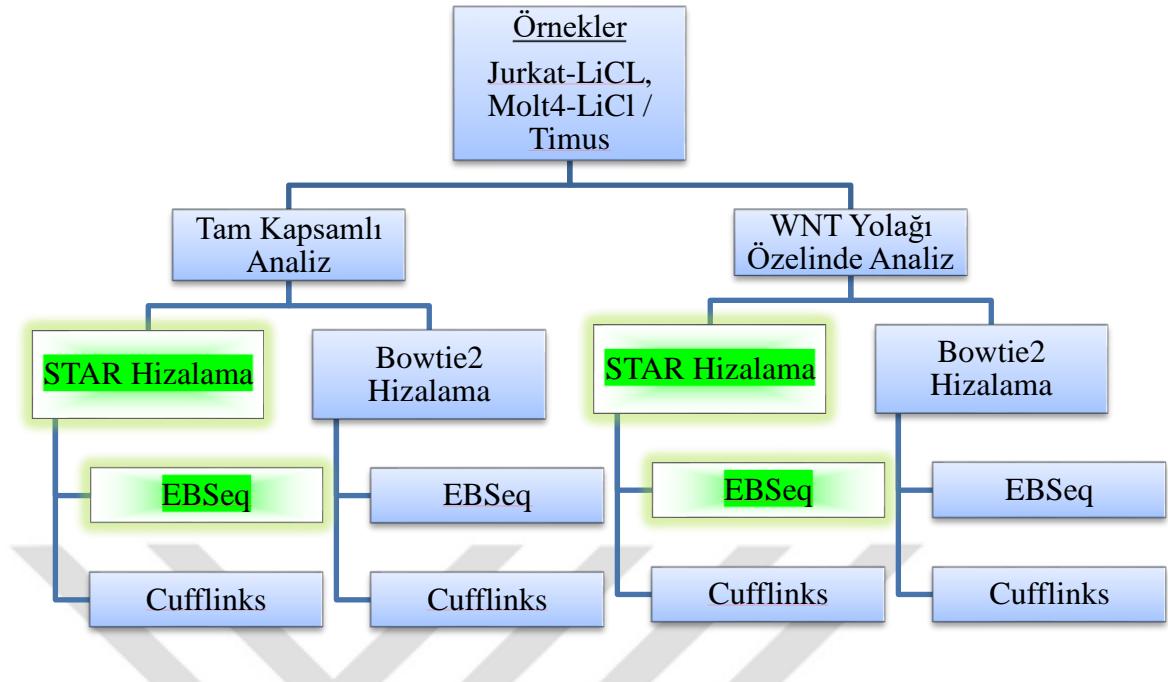 Örnekler
Jurkat-LiCL,
Molt4-LiCl /
Timus
Tam Kapsamlı
Analiz
WNT Yolağı
Özelinde Analiz
STAR Hizalama
Bowtie2
Hizalama
STAR Hizalama
Bowtie2
Hizalama
EBSeq
EBSeq
EBSeq
EBSeq
Cufflinks
Cufflinks
Cufflinks
Cufflinks